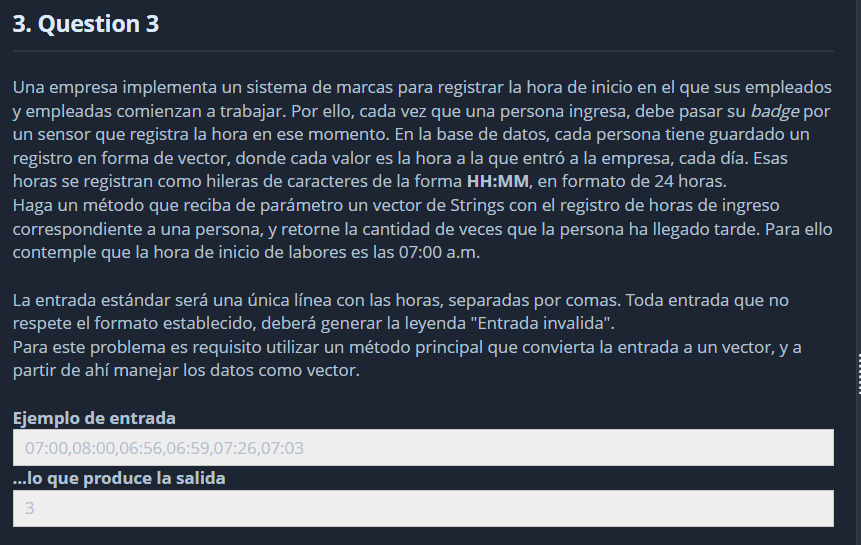 3. Question 3
Una empresa implementa un sistema de marcas para registrar la hora de inicio en el que sus empleados
y empleadas comienzan a trabajar. Por ello, cada vez que una persona ingresa, debe pasar su badge por
un sensor que registra la hora en ese momento. En la base de datos, cada persona tiene guardado un
registro en forma de vector, donde cada valor es la hora a la que entró a la empresa, cada día. Esas
horas se registran como hileras de caracteres de la forma HH:MM, en formato de 24 horas.
Haga un método que reciba de parámetro un vector de Strings con el registro de horas de ingreso
correspondiente a una persona, y retorne la cantidad de veces que la persona ha llegado tarde. Para ello
contemple que la hora de inicio de labores es las 07:00 a.m.
La entrada estándar será una única línea con las horas, separadas por comas. Toda entrada que no
respete el formato establecido, deberá generar la leyenda "Entrada invalida".
Para este problema es requisito utilizar un método principal que convierta la entrada a un vector, y a
partir de ahí manejar los datos como vector.
Ejemplo de entrada
07:00,08:00,06:56,06:59,07:26,07:03
...lo que produce la salida
3